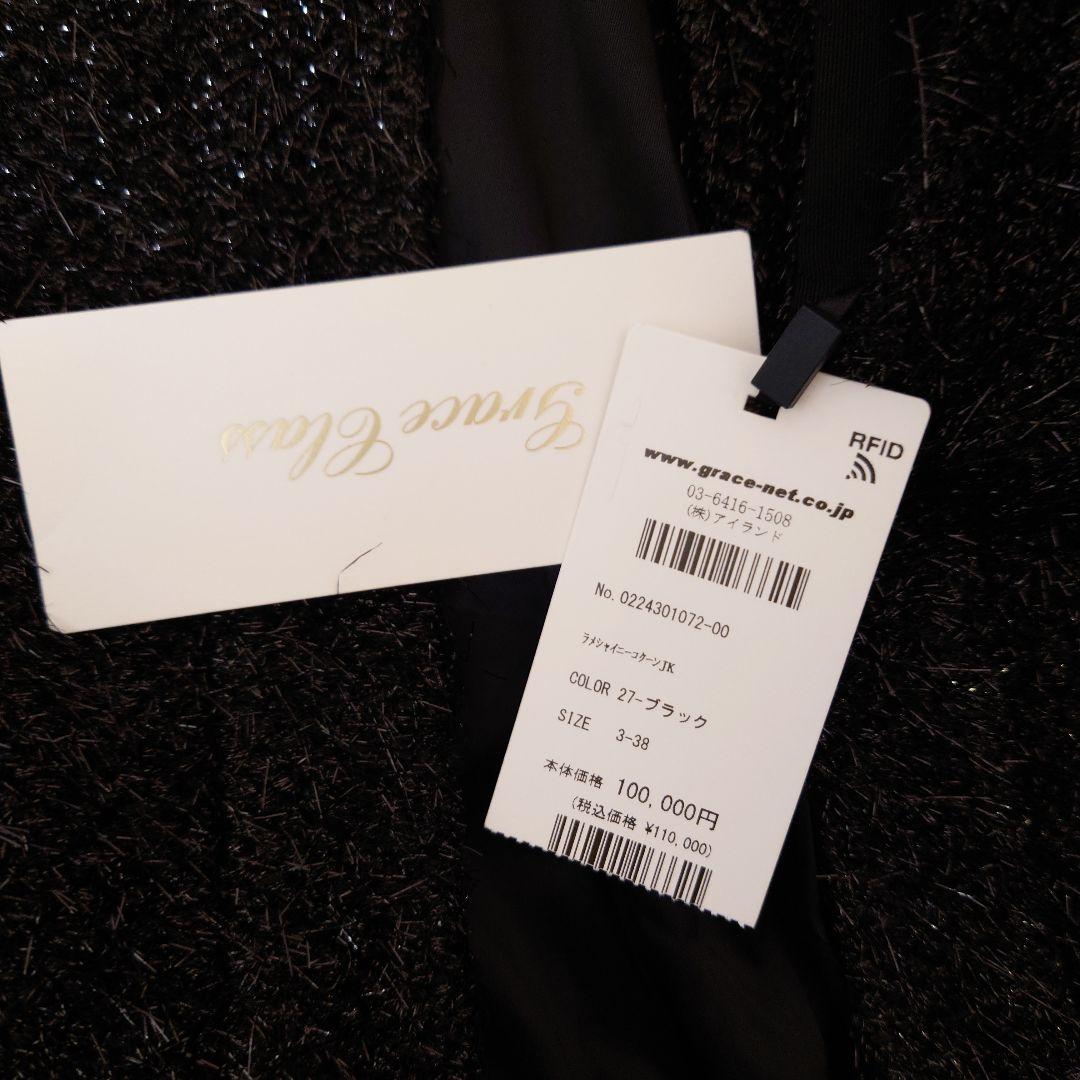 Grace Class
RFID
www.grace-net.co.jp
03-6416-1508
(株)アイランド
No. 0224301072-00
ラメシャイニーコクーンJK
COLOR 27-ブラック
SIZE 3-38
本体価格 100,000円
(税込価格 ¥110,000)